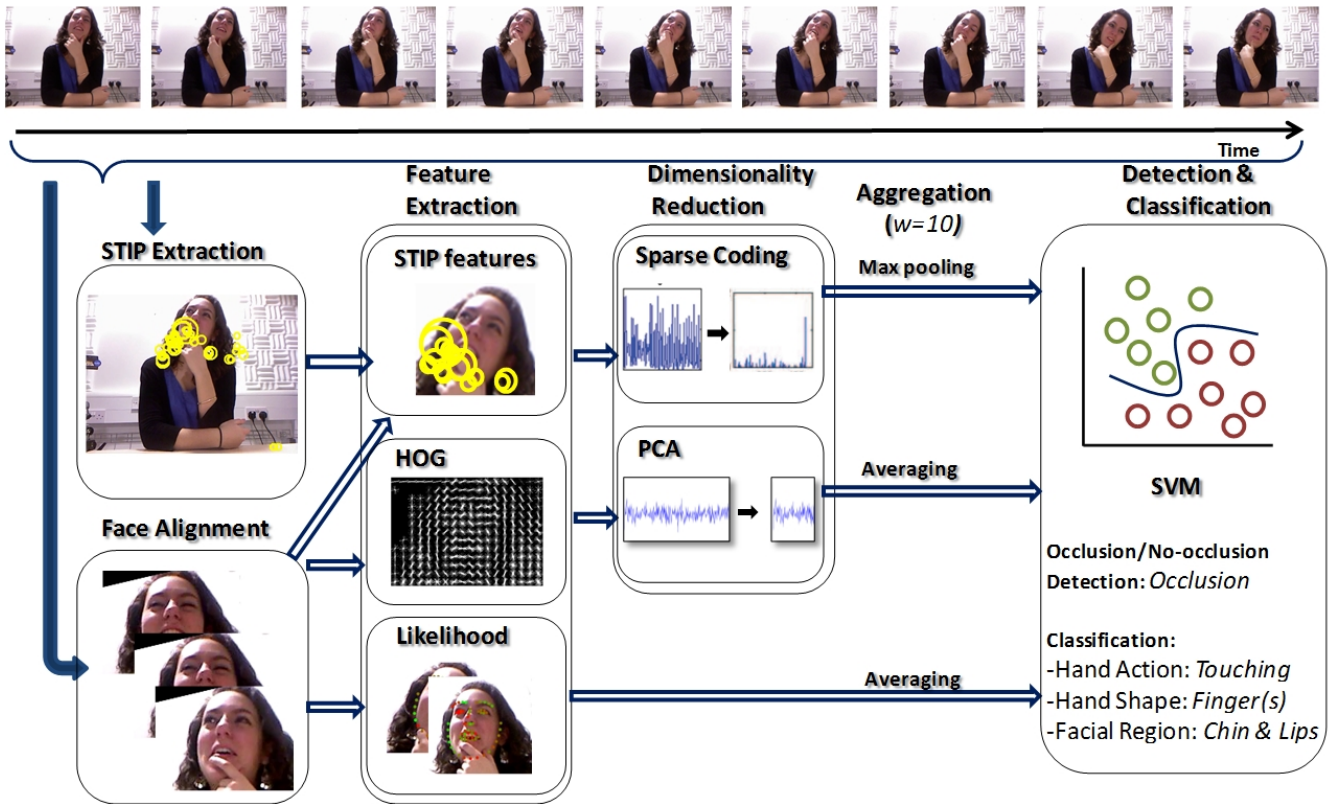 Time
Feature
Extraction
Dimensionality
Reduction
Aggregation
(w=10)
Detection &
Classification
STIP Extraction
STIP features
Sparse Coding
Max pooling
HOG
PCA
Averaging
SVM
Face Alignment
Occlusion/No-occlusion
Detection: Occlusion
Likelihood
Averaging
Classification:
-Hand Action: Touching
-Hand Shape: Finger(s)
-Facial Region: Chin & Lips